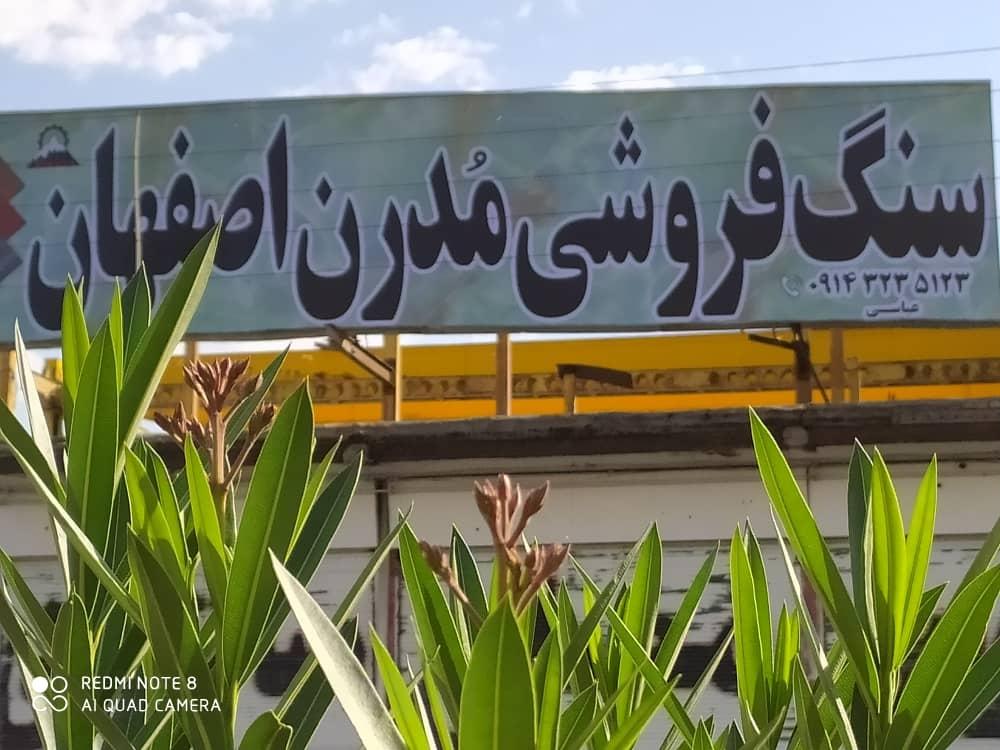 سنگ فروشی مُدرن اصفهان
۰۹۱۴ ۳۲۳ ۵۱۲۳
عباسی
REDMI NOTE 8
AI QUAD CAMERA